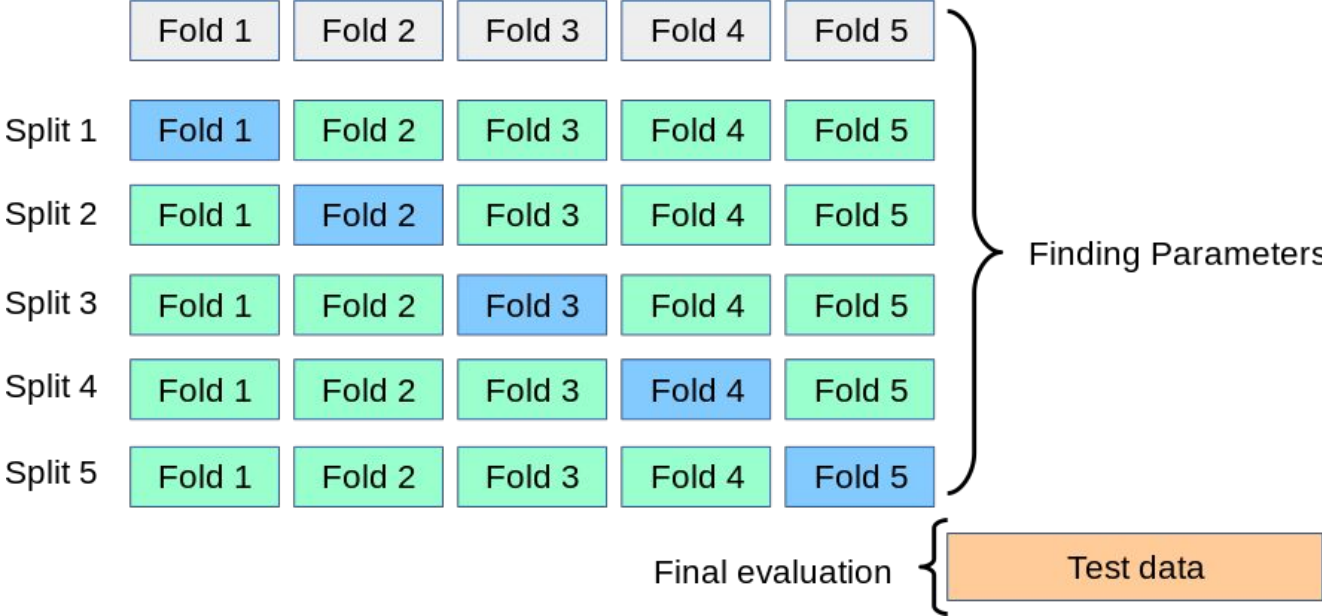 Fold 1 Fold 2 Fold 3 Fold 4 Fold 5
Split 1 Fold 1 Fold 2 Fold 3 Fold 4 Fold 5
Split 2 Fold 1 Fold 2 Fold 3 Fold 4 Fold 5
Finding Parameters
Split 3 Fold 1 Fold 2 Fold 3 Fold 4 Fold 5
Split 4 Fold 1 Fold 2 Fold 3 Fold 4 Fold 5
Split 5 Fold 1 Fold 2 Fold 3 Fold 4 Fold 5
Final evaluation Test data